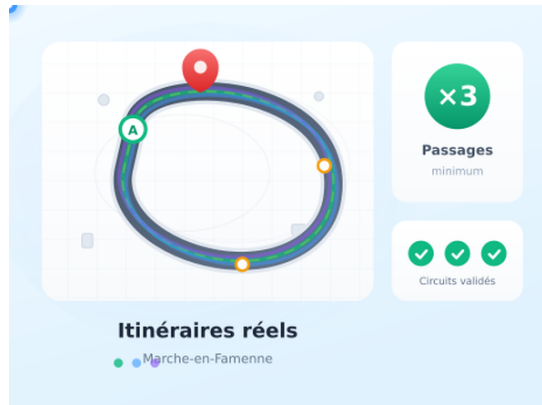 A
×3
Passages
minimum
Circuits validés
Itinéraires réels
Marche-en-Famenne